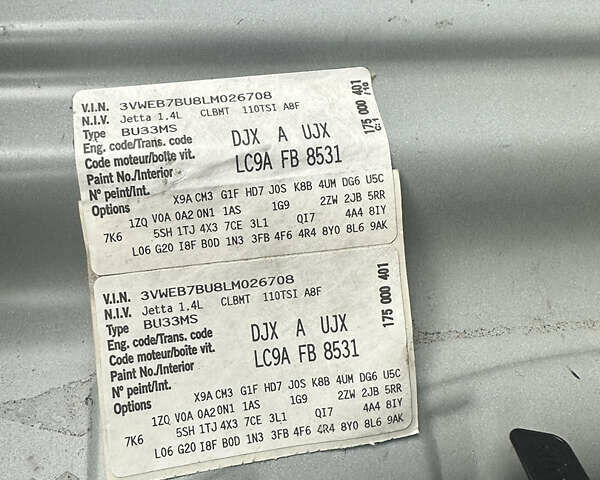 V.I.N. 3VWEB7BU8LM026708
N.I.V. Jetta 1.4L CLBMT 110TSI A8F
Type BU33MS
Eng. code/Trans. code DJX A UJX
Code moteur/boîte vit.
Paint No./Interior LC9A FB 8531
N° peint/Int.
Options X9A CM3 G1F HD7 J0S K8B 4UM DG6 U5C
1ZQ V0A 0A2 0N1 1AS 1G9 2ZW 2JB 5RR
7K6 5SH 1TJ 4X3 7CE 3L1 QI7 4A4 8IY
L06 G20 I8F B0D 1N3 3FB 4F6 4R4 8Y0 8L6 9AK
175 000 401
V.I.N. 3VWEB7BU8LM026708
N.I.V. Jetta 1.4L CLBMT 110TSI A8F
Type BU33MS
Eng. code/Trans. code DJX A UJX
Code moteur/boîte vit.
Paint No./Interior LC9A FB 8531
N° peint/Int.
Options X9A CM3 G1F HD7 J0S K8B 4UM DG6 U5C
1ZQ V0A 0A2 0N1 1AS 1G9 2ZW 2JB 5RR
7K6 5SH 1TJ 4X3 7CE 3L1 QI7 4A4 8IY
L06 G20 I8F B0D 1N3 3FB 4F6 4R4 8Y0 8L6 9AK
175 000 401